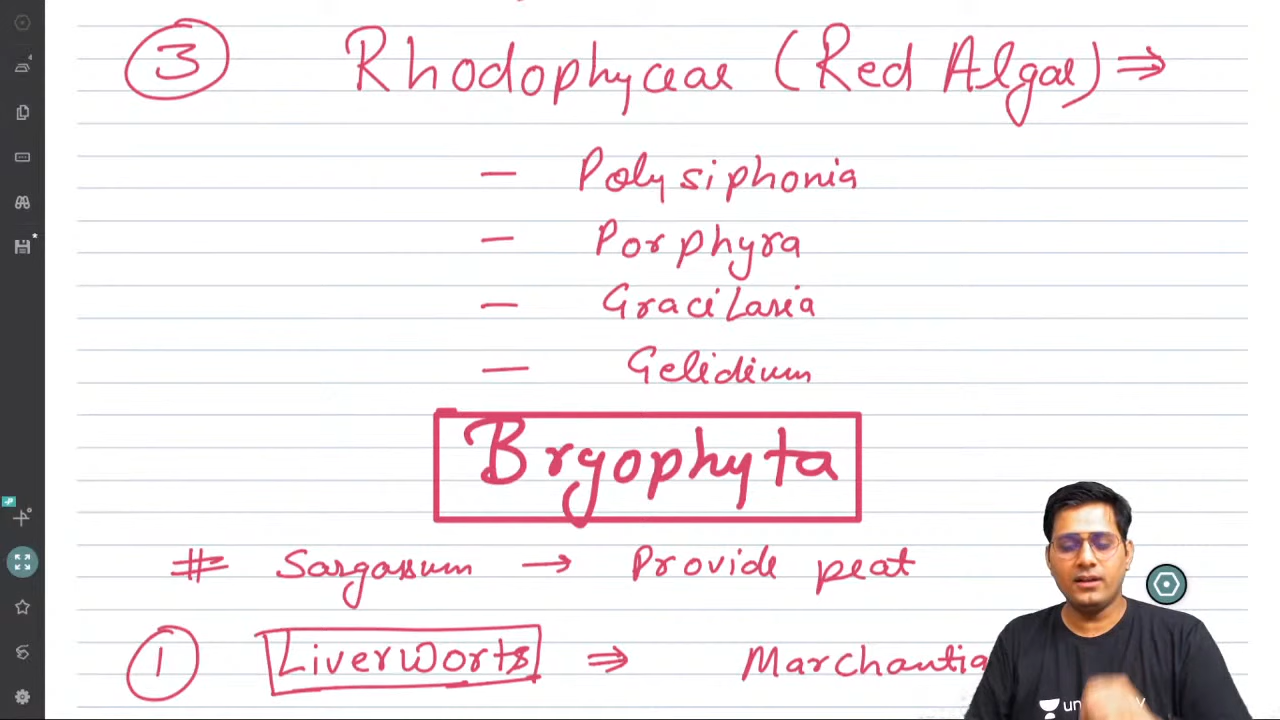 3 Rhodophyceae (Red Algae) ⇒
— Polysiphonia
— Porphyra
— Gracilaria
— Gelidium
Bryophyta
# Sargassum → Provide peat
1 Liverworts ⇒ Marchantia